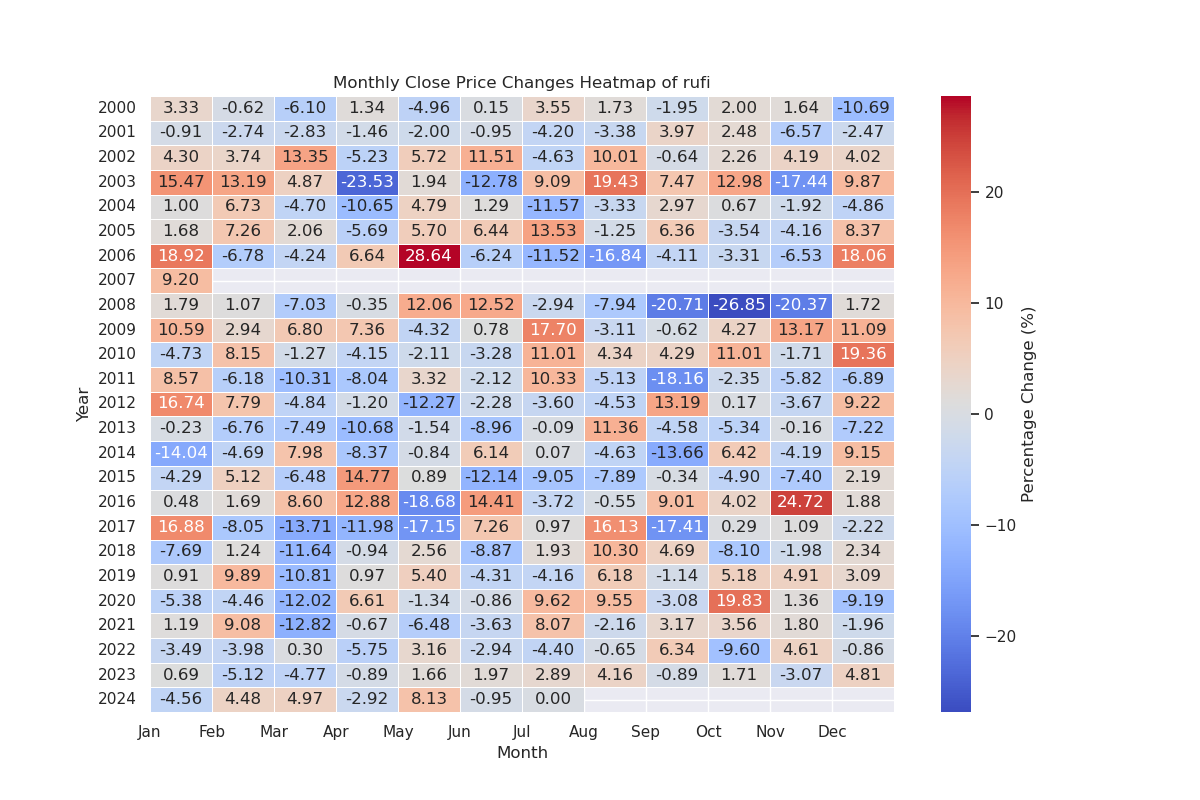 Monthly Close Price Changes Heatmap of rufi
2000 3.33 -0.62 -6.10 1.34 -4.96 0.15 3.55 1.73 -1.95 2.00 1.64 -10.69
2001 -0.91 -2.74 -2.83 -1.46 -2.00 -0.95 -4.20 -3.38 3.97 2.48 -6.57 -2.47
2002 4.30 3.74 13.35 -5.23 5.72 11.51 -4.63 10.01 -0.64 2.26 4.19 4.02
2003 15.47 13.19 4.87 -23.53 1.94 -12.78 9.09 19.43 7.47 12.98 -17.44 9.87
2004 1.00 6.73 -4.70 -10.65 4.79 1.29 -11.57 -3.33 2.97 0.67 -1.92 -4.86
2005 1.68 7.26 2.06 -5.69 5.70 6.44 13.53 -1.25 6.36 -3.54 -4.16 8.37
2006 18.92 -6.78 -4.24 6.64 28.64 -6.24 -11.52 -16.84 -4.11 -3.31 -6.53 18.06
2007 9.20
2008 1.79 1.07 -7.03 -0.35 12.06 12.52 -2.94 -7.94 -20.71 -26.85 -20.37 1.72
2009 10.59 2.94 6.80 7.36 -4.32 0.78 17.70 -3.11 -0.62 4.27 13.17 11.09
2010 -4.73 8.15 -1.27 -4.15 -2.11 -3.28 11.01 4.34 4.29 11.01 -1.71 19.36
2011 8.57 -6.18 -10.31 -8.04 3.32 -2.12 10.33 -5.13 -18.16 -2.35 -5.82 -6.89
2012 16.74 7.79 -4.84 -1.20 -12.27 -2.28 -3.60 -4.53 13.19 0.17 -3.67 9.22
2013 -0.23 -6.76 -7.49 -10.68 -1.54 -8.96 -0.09 11.36 -4.58 -5.34 -0.16 -7.22
2014 -14.04 -4.69 7.98 -8.37 -0.84 6.14 0.07 -4.63 -13.66 6.42 -4.19 9.15
2015 -4.29 5.12 -6.48 14.77 0.89 -12.14 -9.05 -7.89 -0.34 -4.90 -7.40 2.19
2016 0.48 1.69 8.60 12.88 -18.68 14.41 -3.72 -0.55 9.01 4.02 24.72 1.88
2017 16.88 -8.05 -13.71 -11.98 -17.15 7.26 0.97 16.13 -17.41 0.29 1.09 -2.22
2018 -7.69 1.24 -11.64 -0.94 2.56 -8.87 1.93 10.30 4.69 -8.10 -1.98 2.34
2019 0.91 9.89 -10.81 0.97 5.40 -4.31 -4.16 6.18 -1.14 5.18 4.91 3.09
2020 -5.38 -4.46 -12.02 6.61 -1.34 -0.86 9.62 9.55 -3.08 19.83 1.36 -9.19
2021 1.19 9.08 -12.82 -0.67 -6.48 -3.63 8.07 -2.16 3.17 3.56 1.80 -1.96
2022 -3.49 -3.98 0.30 -5.75 3.16 -2.94 -4.40 -0.65 6.34 -9.60 4.61 -0.86
2023 0.69 -5.12 -4.77 -0.89 1.66 1.97 2.89 4.16 -0.89 1.71 -3.07 4.81
2024 -4.56 4.48 4.97 -2.92 8.13 -0.95 0.00
Jan Feb Mar Apr May Jun Jul Aug Sep Oct Nov Dec
Month
Year
20
10
0
−10
−20
Percentage Change (%)